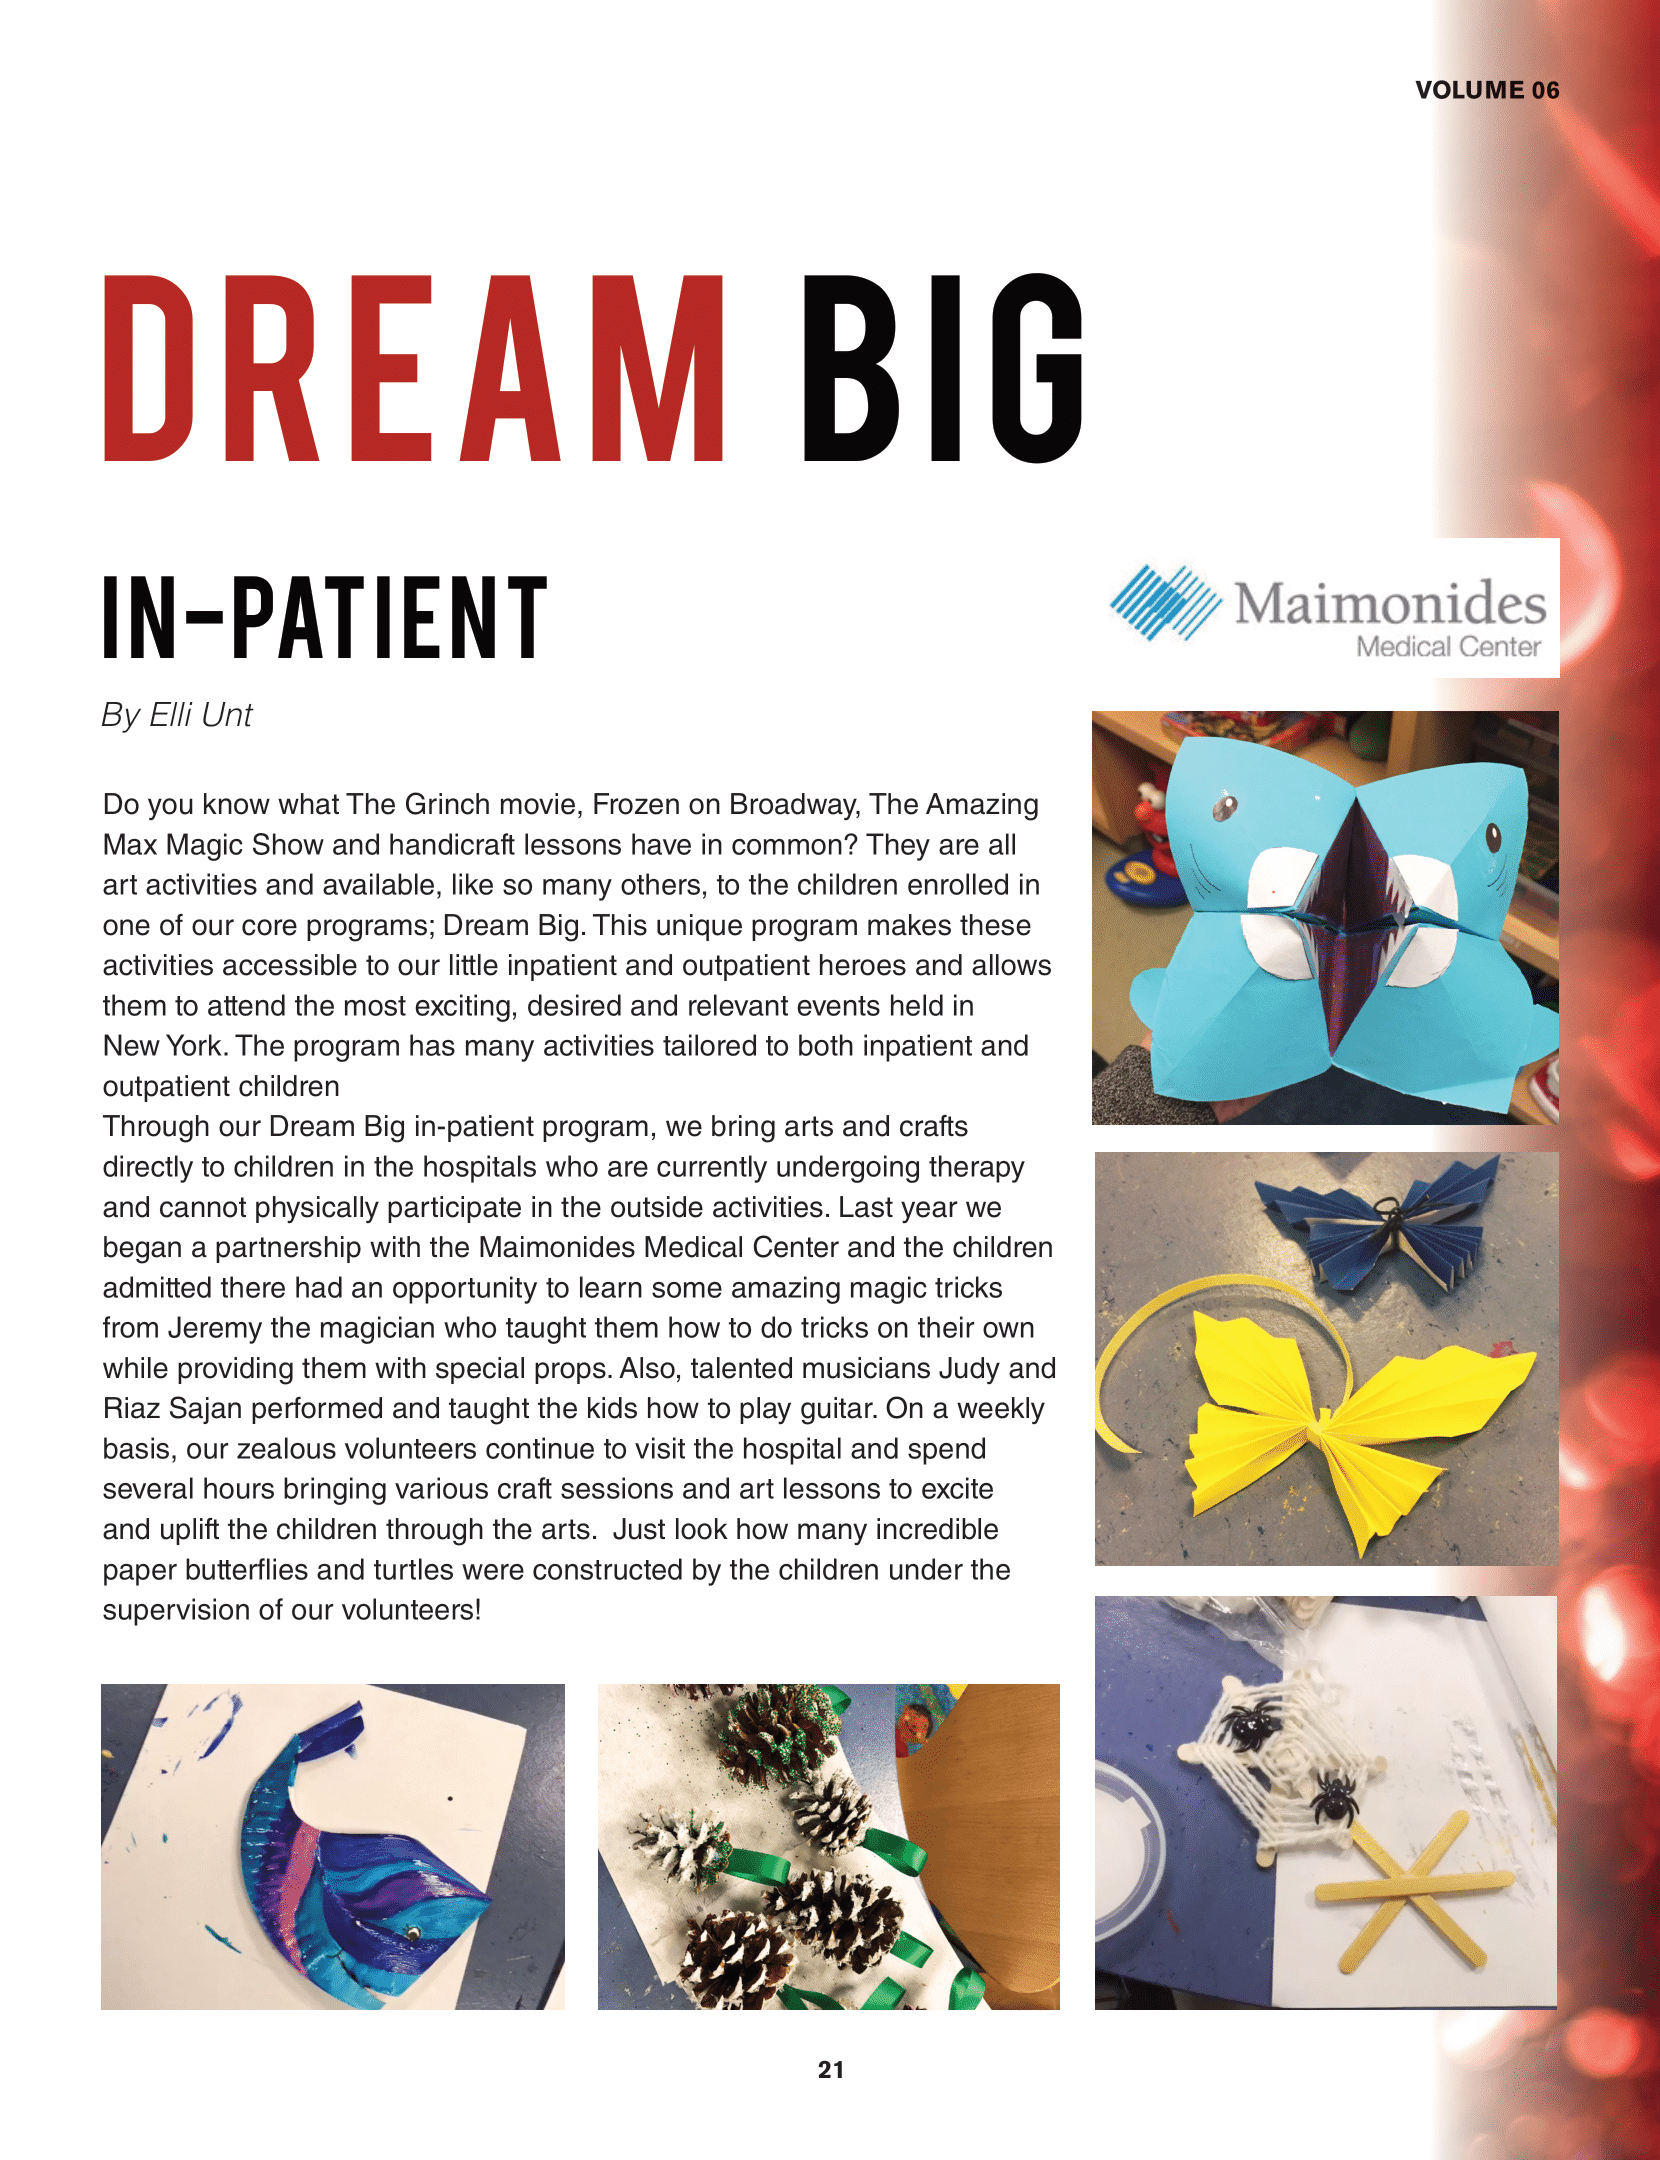 VOLUME 06
DREAM BIG
IN-PATIENT
Maimonides
Medical Center
By Elli Unt
Do you know what The Grinch movie, Frozen on Broadway, The Amazing
Max Magic Show and handicraft lessons have in common? They are all
art activities and available, like so many others, to the children enrolled in
one of our core programs; Dream Big. This unique program makes these
activities accessible to our little inpatient and outpatient heroes and allows
them to attend the most exciting, desired and relevant events held in
New York. The program has many activities tailored to both inpatient and
outpatient children
Through our Dream Big in-patient program, we bring arts and crafts
directly to children in the hospitals who are currently undergoing therapy
and cannot physically participate in the outside activities. Last year we
began a partnership with the Maimonides Medical Center and the children
admitted there had an opportunity to learn some amazing magic tricks
from Jeremy the magician who taught them how to do tricks on their own
while providing them with special props. Also, talented musicians Judy and
Riaz Sajan performed and taught the kids how to play guitar. On a weekly
basis, our zealous volunteers continue to visit the hospital and spend
several hours bringing various craft sessions and art lessons to excite
and uplift the children through the arts.  Just look how many incredible
paper butterflies and turtles were constructed by the children under the
supervision of our volunteers!
21